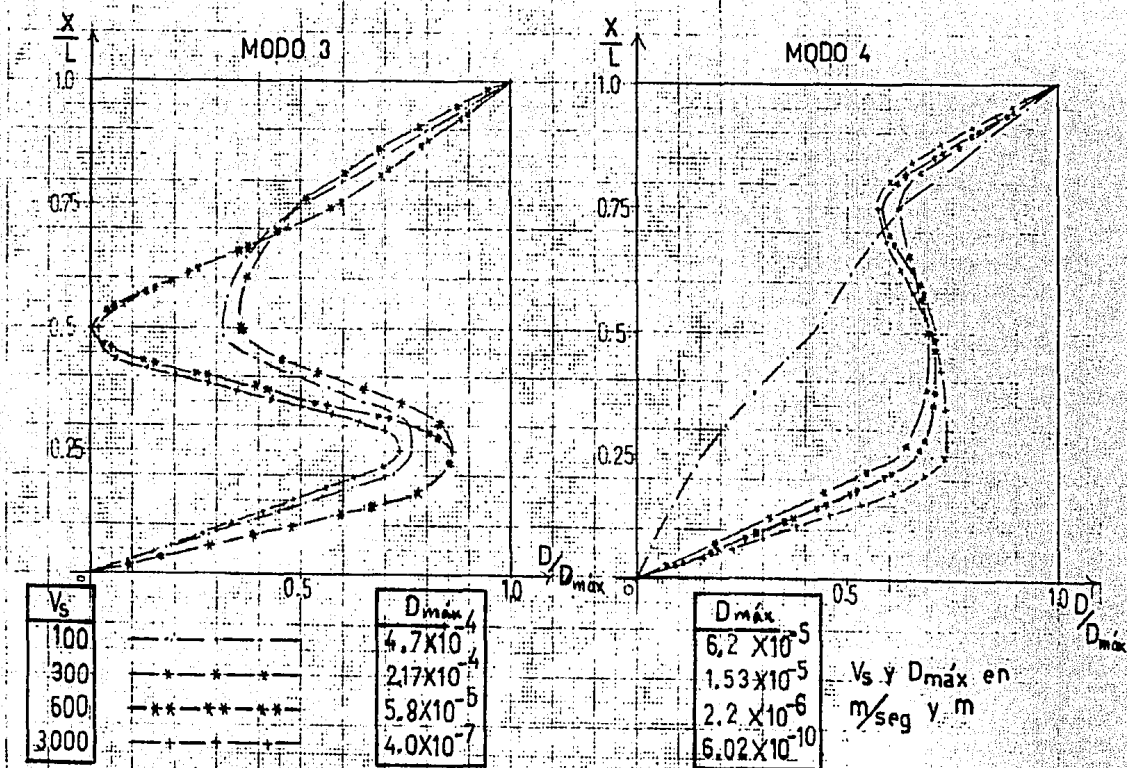 X/L
MODO 3
1.0
0.75
0.5
0.25
0
0.5
1.0
D/Dmáx
X/L
MODO 4
1.0
0.75
0.5
0.25
0
0.5
1.0
D/Dmáx
Vs
100
300
600
3,000
Dmáx
4.7X10-4
2.17X10-4
5.8X10-5
4.0X10-7
Dmáx
6.2 X10-5
1.53X10-5
2.2 X10-6
6.02X10-10
Vs y Dmáx en
m/seg y m